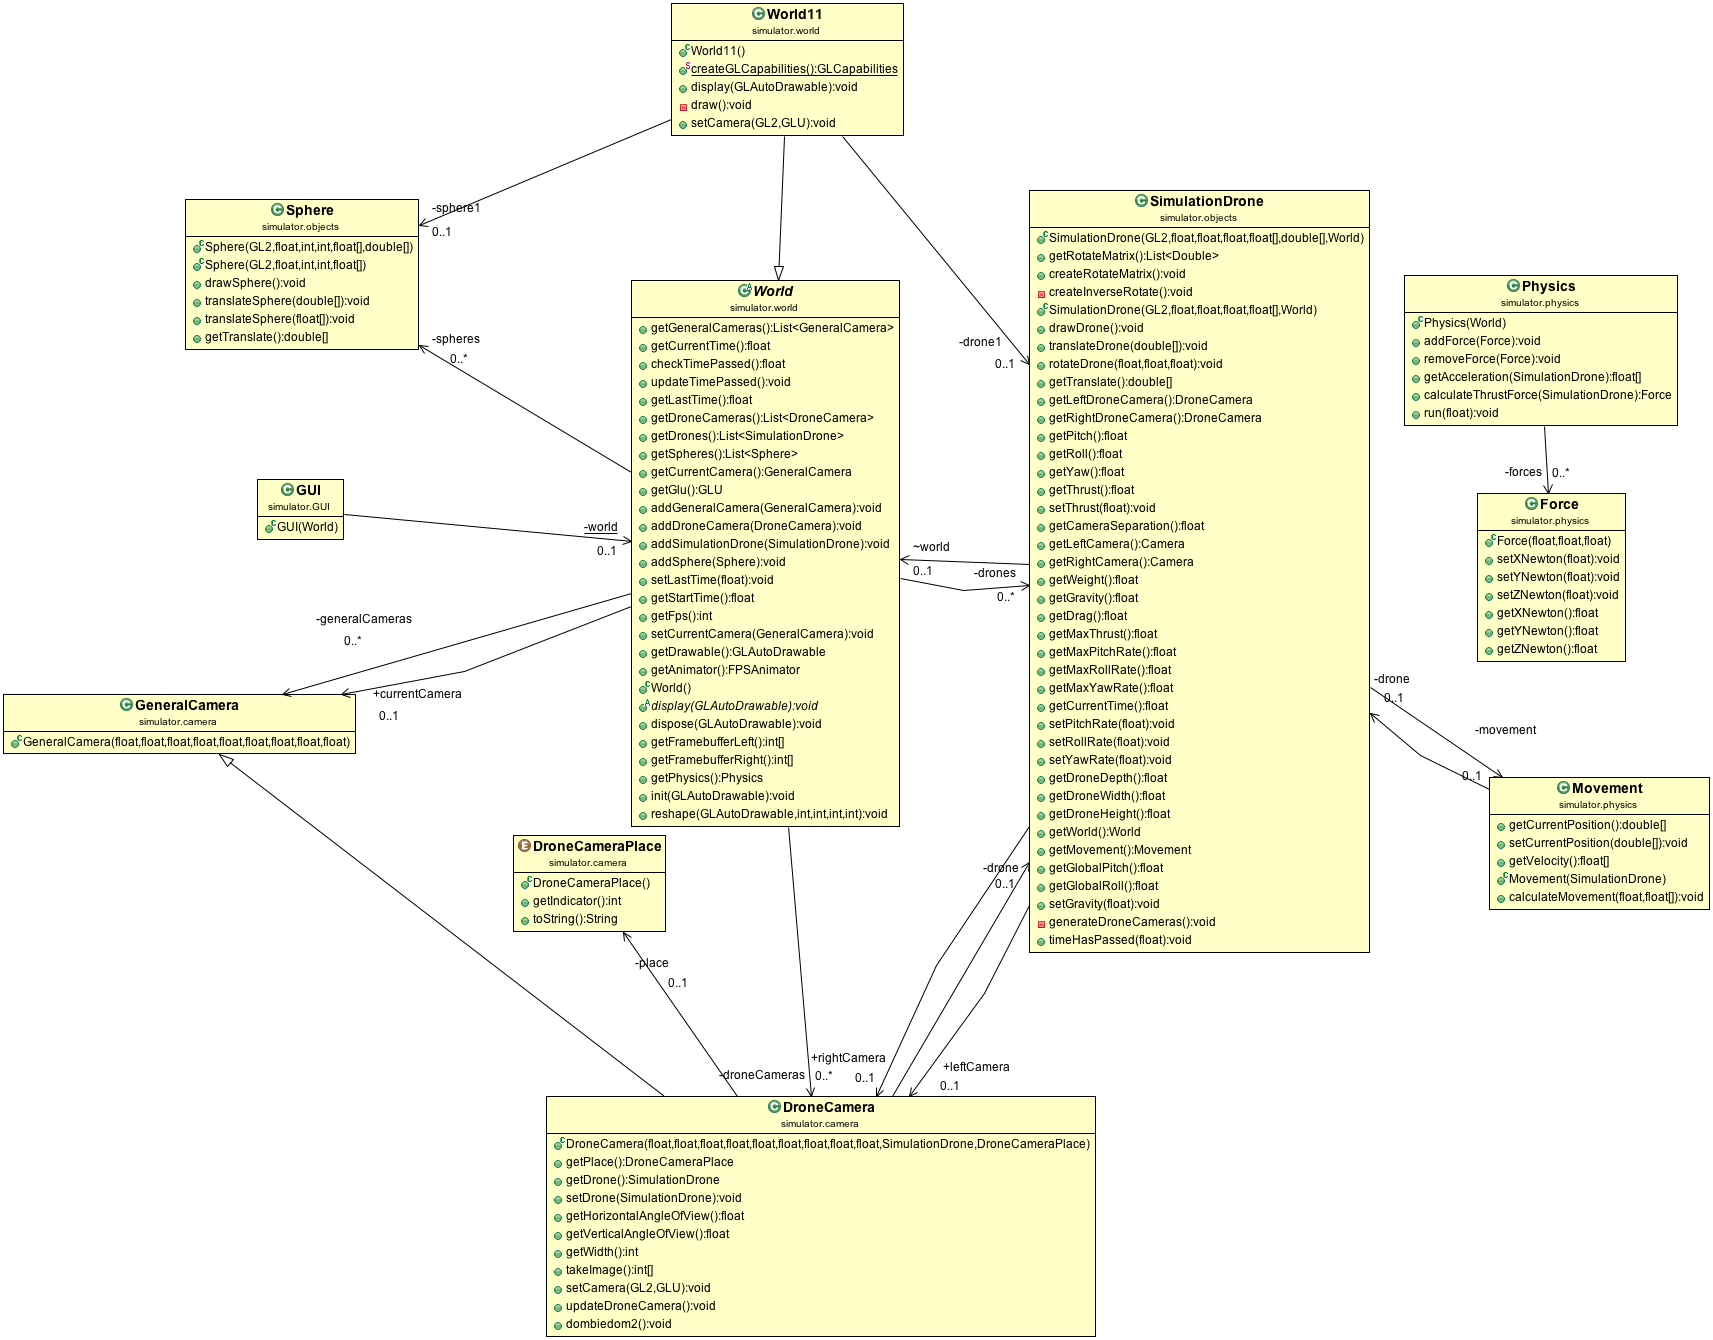 World11
simulator.world
World11()
createGLCapabilities():GLCapabilities
display(GLAutoDrawable):void
draw():void
setCamera(GL2,GLU):void
-sphere1
0..1
-drone1
0..1
Sphere
simulator.objects
Sphere(GL2,float,int,int,float[],double[])
Sphere(GL2,float,int,int,float[])
drawSphere():void
translateSphere(double[]):void
translateSphere(float[]):void
getTranslate():double[]
-spheres
0..*
World
simulator.world
getGeneralCameras():List<GeneralCamera>
getCurrentTime():float
checkTimePassed():float
updateTimePassed():void
getLastTime():float
getDroneCameras():List<DroneCamera>
getDrones():List<SimulationDrone>
getSpheres():List<Sphere>
getCurrentCamera():GeneralCamera
getGlu():GLU
addGeneralCamera(GeneralCamera):void
addDroneCamera(DroneCamera):void
addSimulationDrone(SimulationDrone):void
addSphere(Sphere):void
setLastTime(float):void
getStartTime():float
getFps():int
setCurrentCamera(GeneralCamera):void
getDrawable():GLAutoDrawable
getAnimator():FPSAnimator
World()
display(GLAutoDrawable):void
dispose(GLAutoDrawable):void
getFramebufferLeft():int[]
getFramebufferRight():int[]
getPhysics():Physics
init(GLAutoDrawable):void
reshape(GLAutoDrawable,int,int,int,int):void
SimulationDrone
simulator.objects
SimulationDrone(GL2,float,float,float,float[],double[],World)
getRotateMatrix():List<Double>
createRotateMatrix():void
createInverseRotate():void
SimulationDrone(GL2,float,float,float,float[],World)
drawDrone():void
translateDrone(double[]):void
rotateDrone(float,float,float):void
getTranslate():double[]
getLeftDroneCamera():DroneCamera
getRightDroneCamera():DroneCamera
getPitch():float
getRoll():float
getYaw():float
getThrust():float
setThrust(float):void
getCameraSeparation():float
getLeftCamera():Camera
getRightCamera():Camera
getWeight():float
getGravity():float
getDrag():float
getMaxThrust():float
getMaxPitchRate():float
getMaxRollRate():float
getMaxYawRate():float
getCurrentTime():float
setPitchRate(float):void
setRollRate(float):void
setYawRate(float):void
getDroneDepth():float
getDroneWidth():float
getDroneHeight():float
getWorld():World
getMovement():Movement
getGlobalPitch():float
getGlobalRoll():float
setGravity(float):void
generateDroneCameras():void
timeHasPassed(float):void
Physics
simulator.physics
Physics(World)
addForce(Force):void
removeForce(Force):void
getAcceleration(SimulationDrone):float[]
calculateThrustForce(SimulationDrone):Force
run(float):void
-forces
0..*
Force
simulator.physics
Force(float,float,float)
setXNewton(float):void
setYNewton(float):void
setZNewton(float):void
getXNewton():float
getYNewton():float
getZNewton():float
GUI
simulator.GUI
GUI(World)
-world
0..1
~world
0..1
-drones
0..*
-generalCameras
0..*
+currentCamera
0..1
GeneralCamera
simulator.camera
GeneralCamera(float,float,float,float,float,float,float,float,float)
-drone
0..1
-movement
0..1
Movement
simulator.physics
getCurrentPosition():double[]
setCurrentPosition(double[]):void
getVelocity():float[]
Movement(SimulationDrone)
calculateMovement(float,float[]):void
DroneCameraPlace
simulator.camera
DroneCameraPlace()
getIndicator():int
toString():String
-drone
0..1
-place
0..1
+rightCamera
0..1
-droneCameras
0..*
+leftCamera
0..1
DroneCamera
simulator.camera
DroneCamera(float,float,float,float,float,float,float,float,float,SimulationDrone,DroneCameraPlace)
getPlace():DroneCameraPlace
getDrone():SimulationDrone
setDrone(SimulationDrone):void
getHorizontalAngleOfView():float
getVerticalAngleOfView():float
getWidth():int
takeImage():int[]
setCamera(GL2,GLU):void
updateDroneCamera():void
dombiedom2():void